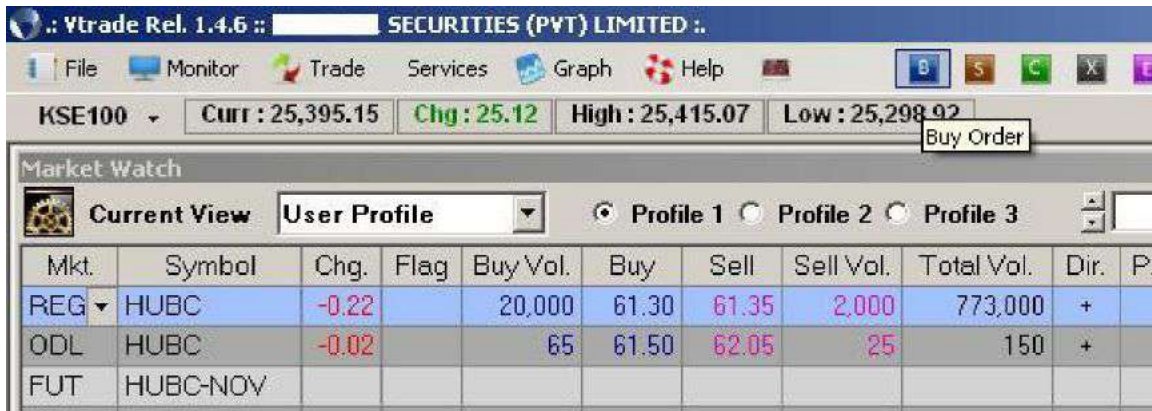 .: Vtrade Rel. 1.4.6 :: SECURITIES (PVT) LIMITED :.
File Monitor Trade Services Graph Help B S C X E
KSE100 Curr : 25,395.15 Chg : 25.12 High : 25,415.07 Low : 25,298.92
Buy Order
Market Watch
Current View User Profile Profile 1 Profile 2 Profile 3
Mkt. Symbol Chg. Flag Buy Vol. Buy Sell Sell Vol. Total Vol. Dir.
REG HUBC -0.22 20,000 61.30 61.35 2,000 773,000 +
ODL HUBC -0.02 65 61.50 62.05 25 150 +
FUT HUBC-NOV